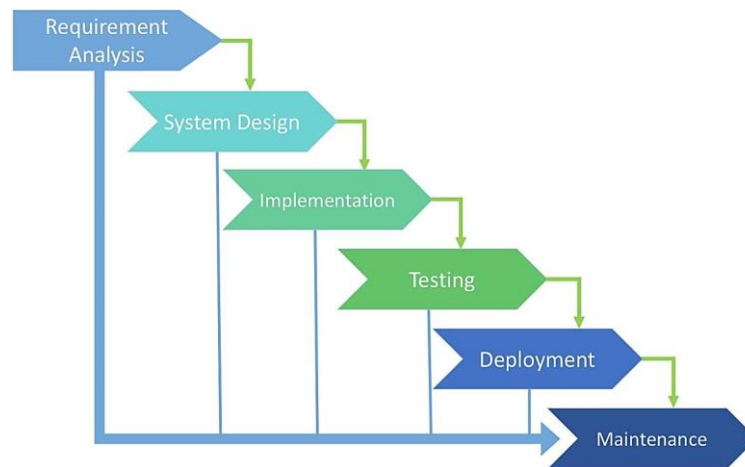 Requirement
Analysis
System Design
Implementation
Testing
Deployment
Maintenance